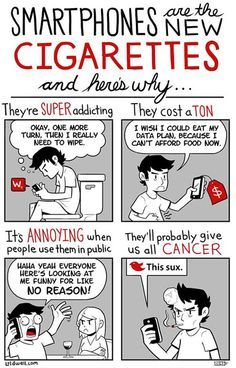 SMARTPHONES are the NEW
CIGARETTES
and here's why...
They're SUPER addicting
OKAY, ONE MORE
TURN, THEN I REALLY
NEED TO WIPE.
W.
They cost a TON
I WISH I COULD EAT MY
DATA PLAN, BECAUSE I
CAN'T AFFORD FOOD NOW.
$
It's ANNOYING when
people use them in public
HAHA YEAH EVERYONE
HERE'S LOOKING AT
ME FUNNY FOR LIKE
NO REASON!
They'll probably give
us all CANCER
This sux.